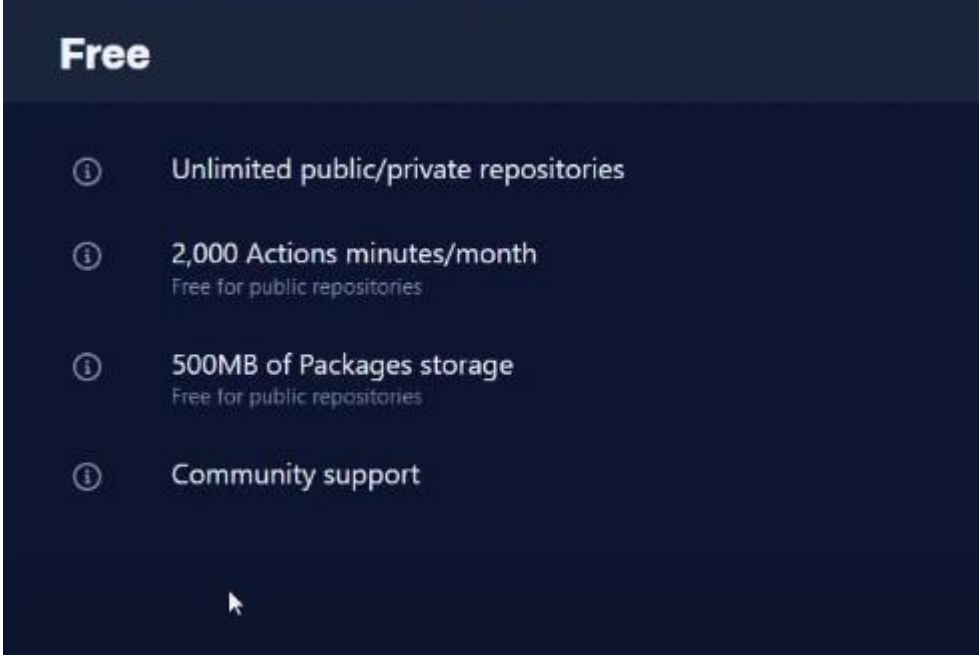 Free
Unlimited public/private repositories
2,000 Actions minutes/month
Free for public repositories
500MB of Packages storage
Free for public repositories
Community support